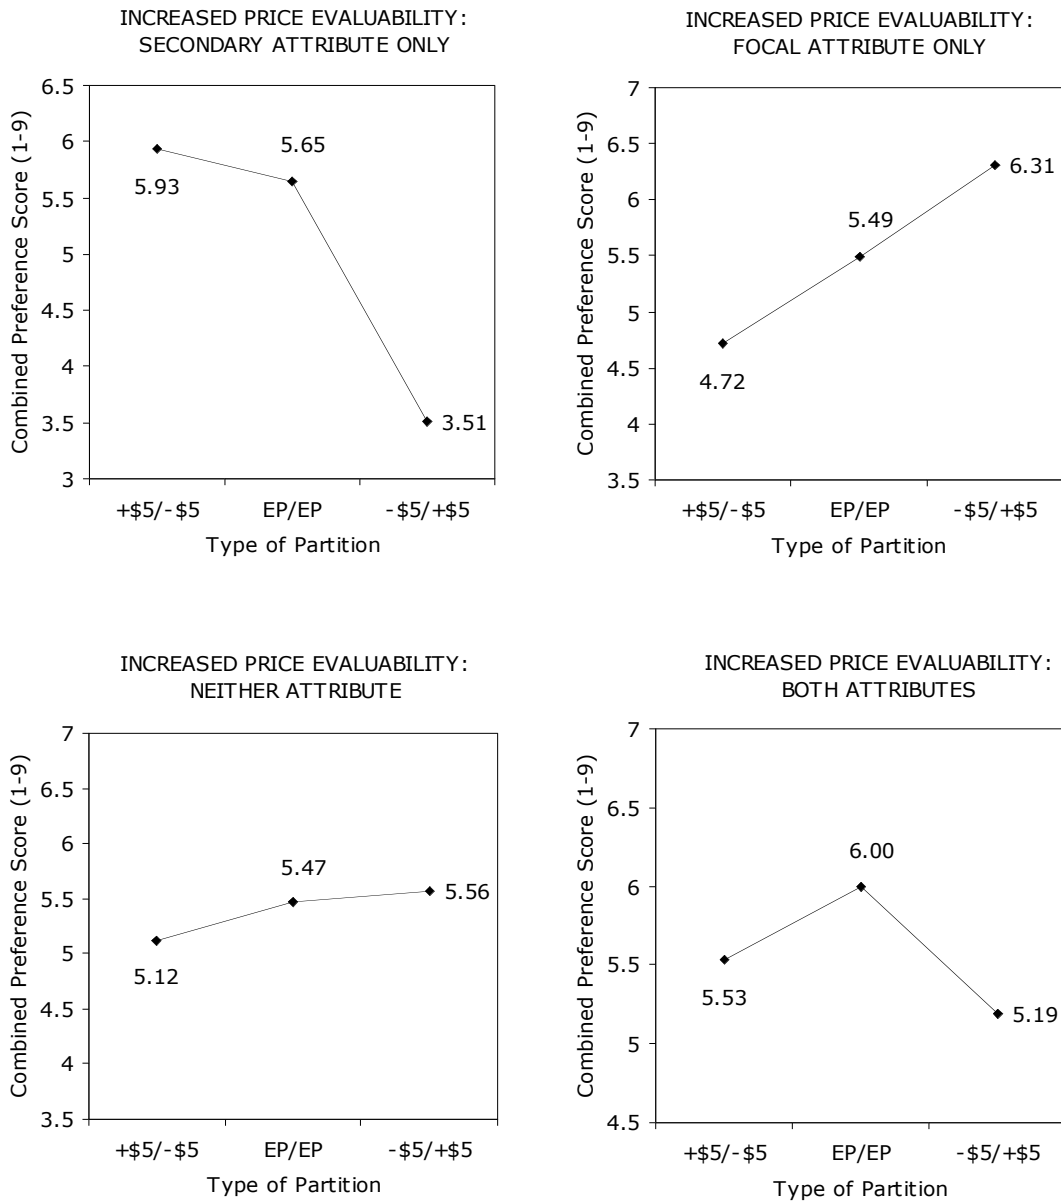 INCREASED PRICE EVALUABILITY:
SECONDARY ATTRIBUTE ONLY
Combined Preference Score (1-9)
6.5
6
5.5
5
4.5
4
3.5
3
5.93
5.65
3.51
+$5/-$5 EP/EP -$5/+$5
Type of Partition
INCREASED PRICE EVALUABILITY:
FOCAL ATTRIBUTE ONLY
Combined Preference Score (1-9)
7
6.5
6
5.5
5
4.5
4
3.5
4.72
5.49
6.31
+$5/-$5 EP/EP -$5/+$5
Type of Partition
INCREASED PRICE EVALUABILITY:
NEITHER ATTRIBUTE
Combined Preference Score (1-9)
7
6.5
6
5.5
5
4.5
4
3.5
5.12
5.47
5.56
+$5/-$5 EP/EP -$5/+$5
Type of Partition
INCREASED PRICE EVALUABILITY:
BOTH ATTRIBUTES
Combined Preference Score (1-9)
7
6.5
6
5.5
5
4.5
5.53
6.00
5.19
+$5/-$5 EP/EP -$5/+$5
Type of Partition